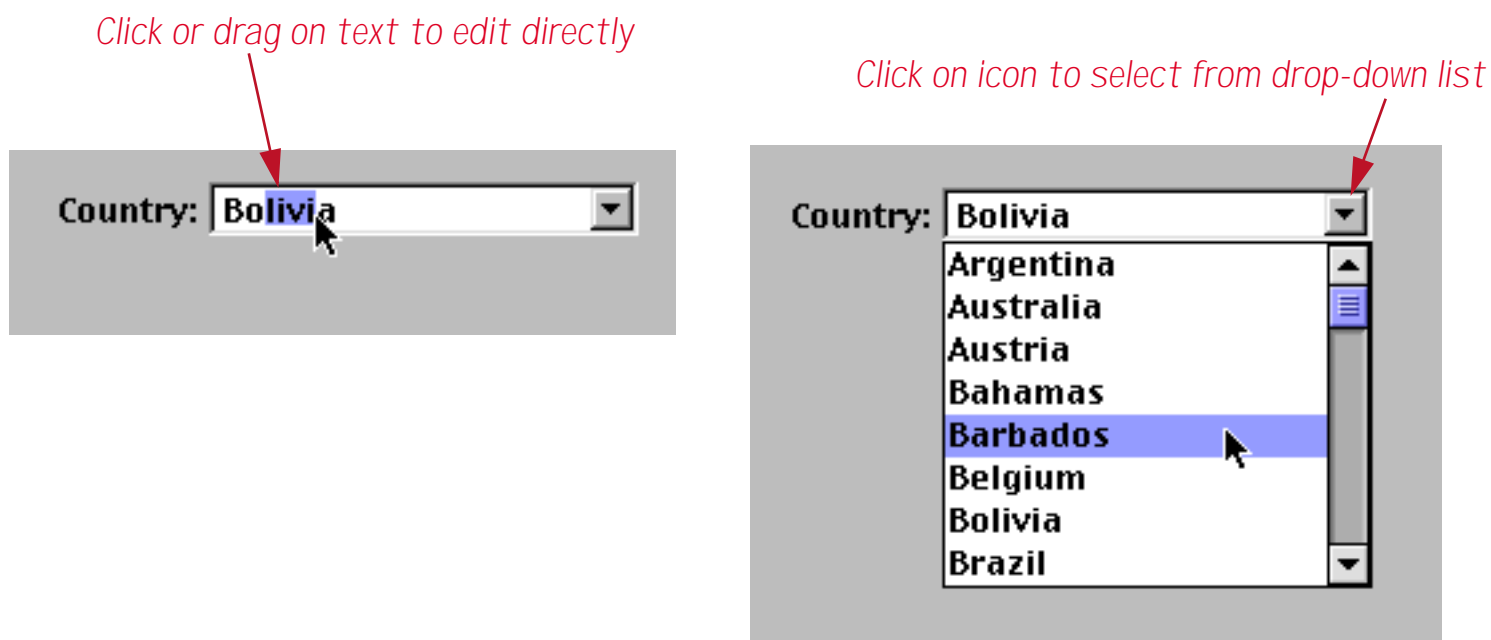 Click or drag on text to edit directly
Click on icon to select from drop-down list
Country: Bolivia
Country: Bolivia
Argentina
Australia
Austria
Bahamas
Barbados
Belgium
Bolivia
Brazil